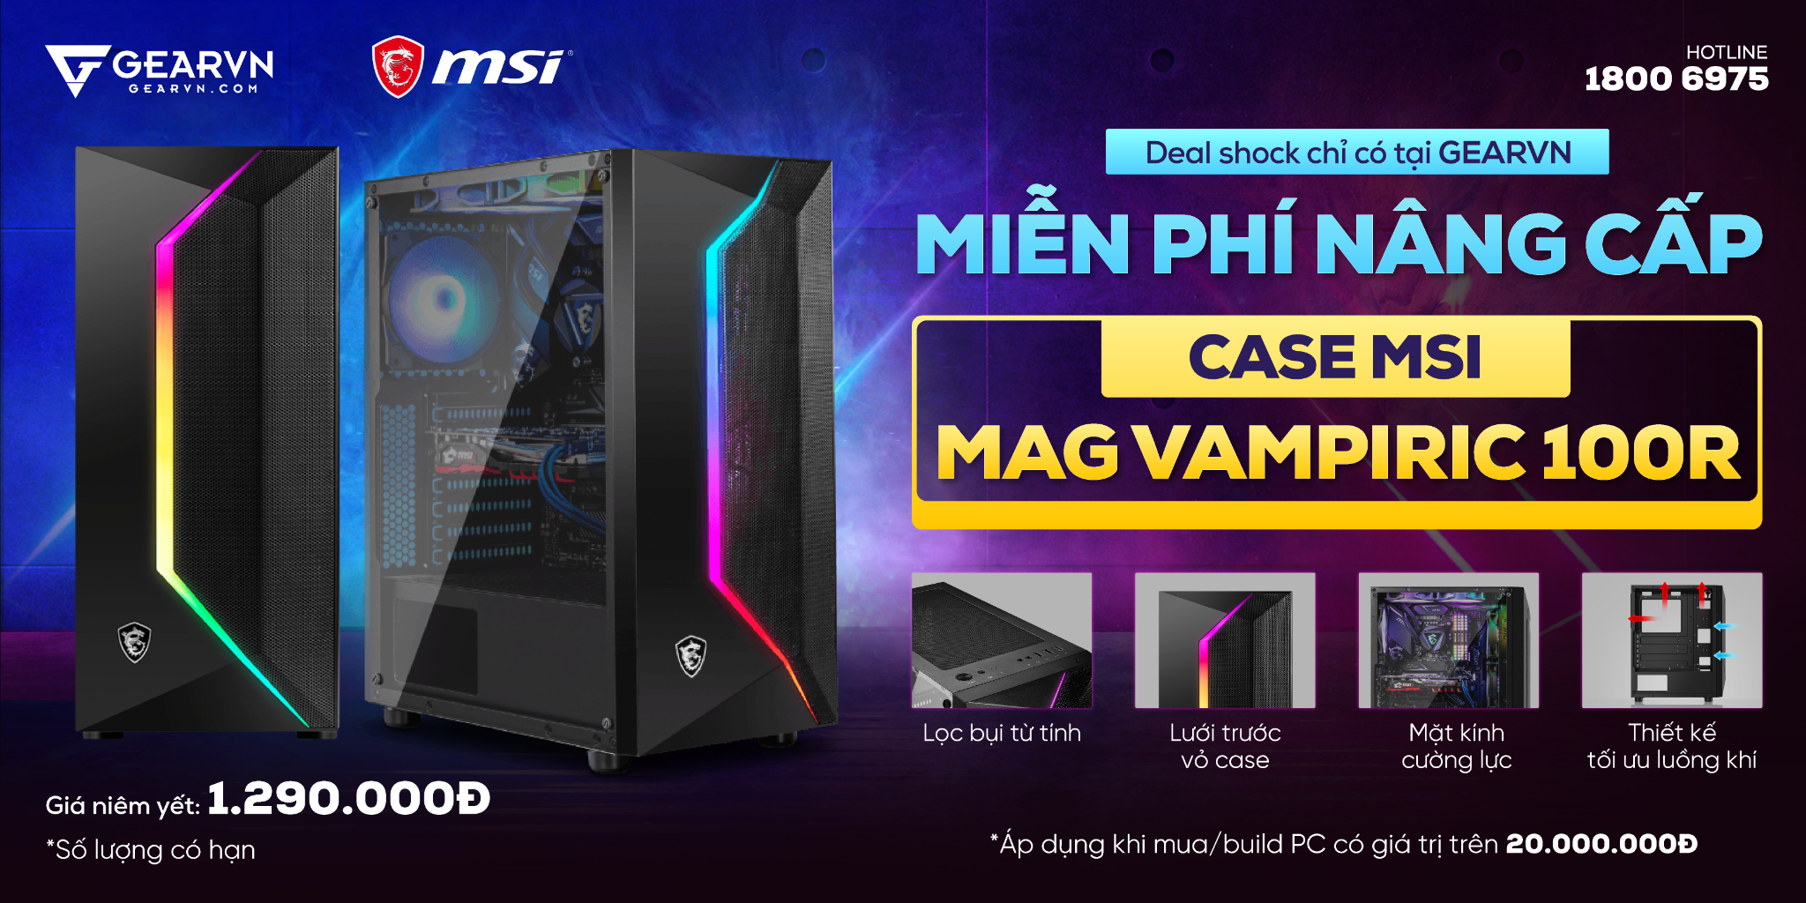 GEARVN
GEARVN.COM
msi
HOTLINE
1800 6975
Deal shock chỉ có tại GEARVN
MIỄN PHÍ NÂNG CẤP
CASE MSI
MAG VAMPIRIC 100R
Lọc bụi từ tính
Lưới trước
vỏ case
Mặt kính
cường lực
Thiết kế
tối ưu luồng khí
Giá niêm yết: 1.290.000Đ
*Số lượng có hạn
*Áp dụng khi mua/build PC có giá trị trên 20.000.000Đ